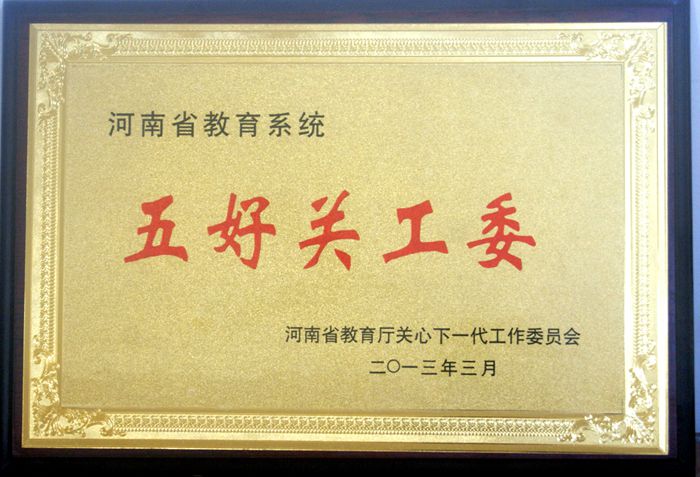 河南省教育系统
五好关工委
河南省教育厅关心下一代工作委员会
二〇一三年三月